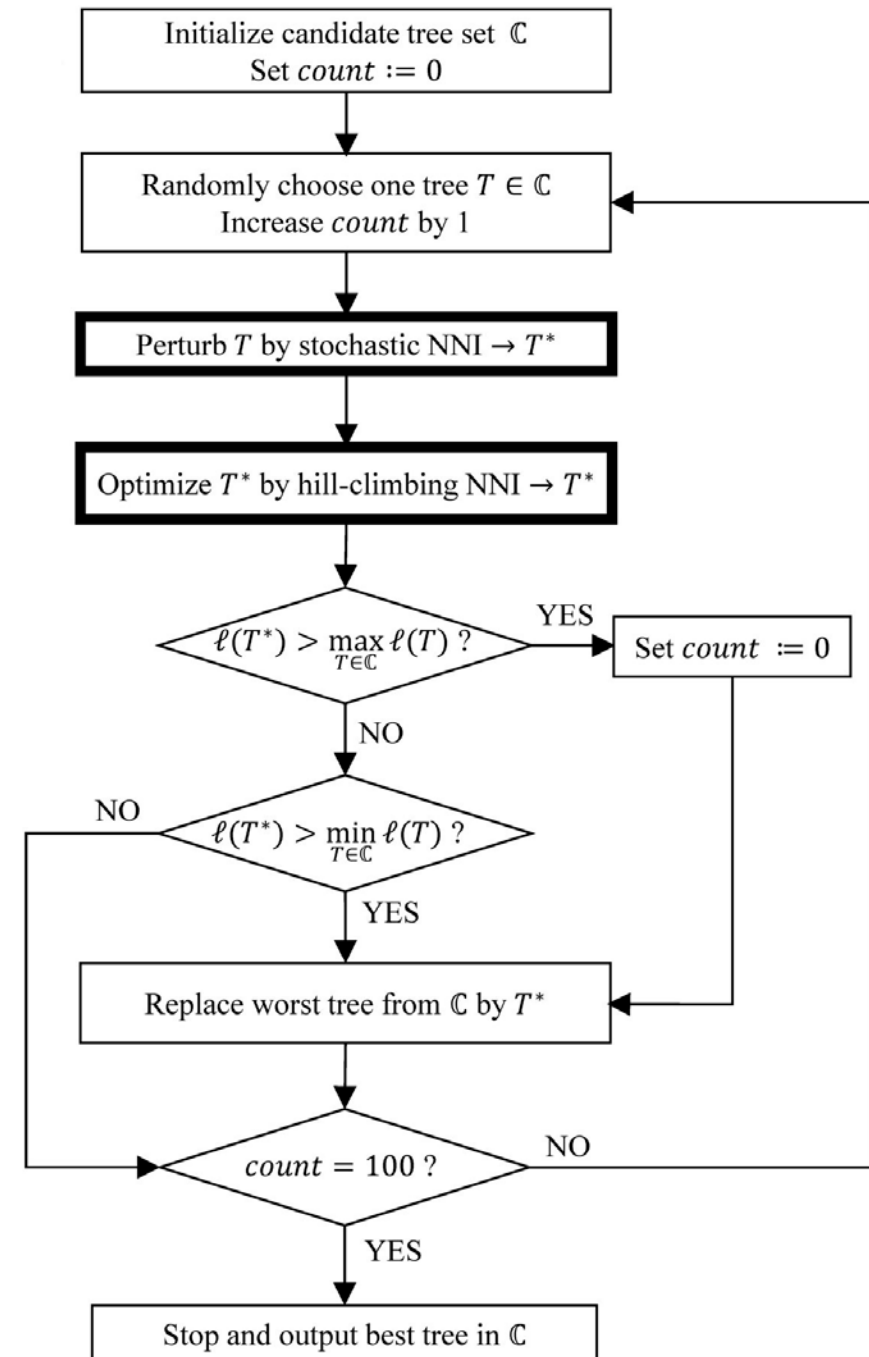 Initialize candidate tree set ℂ
Set count := 0
Randomly choose one tree T ∈ ℂ
Increase count by 1
Perturb T by stochastic NNI → T*
Optimize T* by hill-climbing NNI → T*
ℓ(T*) > max ℓ(T) ?
T∈ℂ
YES
Set count := 0
NO
NO
ℓ(T*) > min ℓ(T) ?
T∈ℂ
YES
Replace worst tree from ℂ by T*
count = 100 ?
NO
YES
Stop and output best tree in ℂ